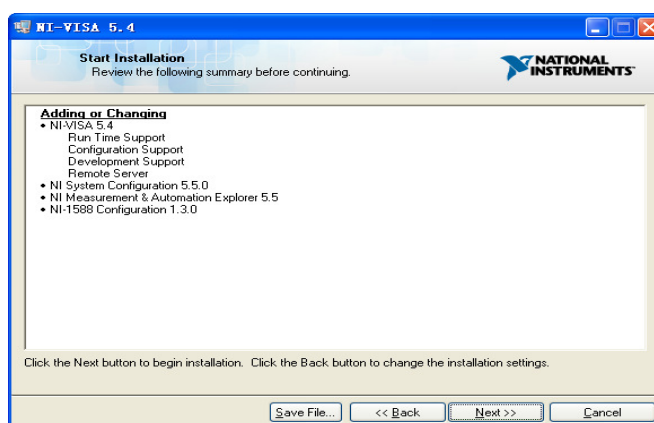 NI-VISA 5.4
Start Installation
Review the following summary before continuing.
NATIONAL
INSTRUMENTS™
Adding or Changing
• NI-VISA 5.4
Run Time Support
Configuration Support
Development Support
Remote Server
• NI System Configuration 5.5.0
• NI Measurement & Automation Explorer 5.5
• NI-1588 Configuration 1.3.0
Click the Next button to begin installation.  Click the Back button to change the installation settings.
Save File... << Back Next >> Cancel